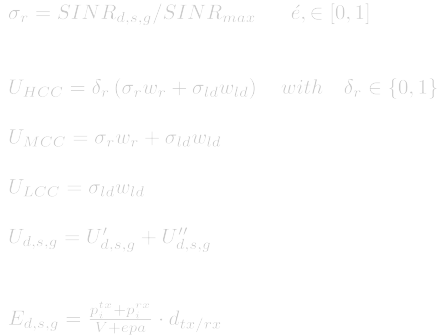 σ_r = SINR_{d,s,g}/SINR_{max} é, ∈ [0, 1]
U_{HCC} = δ_r (σ_r w_r + σ_{ld} w_{ld}) with δ_r ∈ {0, 1}
U_{MCC} = σ_r w_r + σ_{ld} w_{ld}
U_{LCC} = σ_{ld} w_{ld}
U_{d,s,g} = U'_{d,s,g} + U''_{d,s,g}
E_{d,s,g} = \frac{p_i^{tx} + p_i^{rx}}{V + epa} · d_{tx/rx}